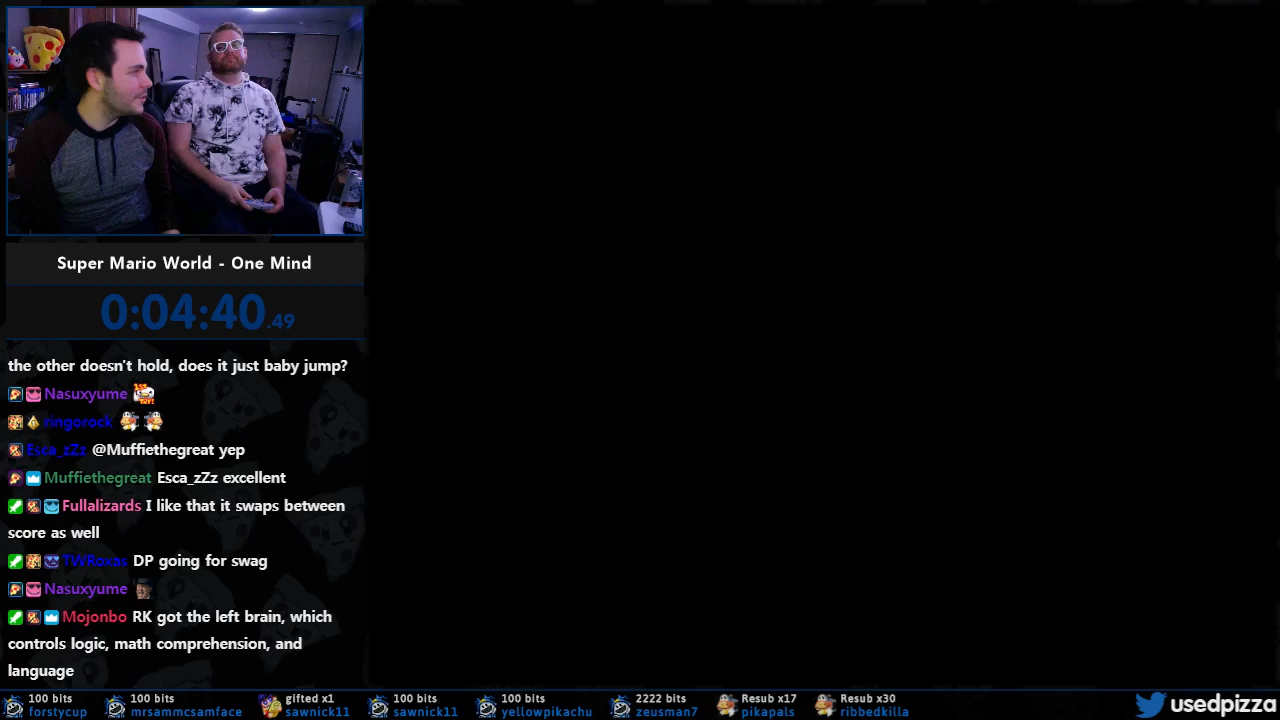 Super Mario World - One Mind
0:04:40.49
the other doesn't hold, does it just baby jump?
Nasuxyume
ringorock
Esca_zZz @Muffiethegreat yep
Muffiethegreat Esca_zZz excellent
Fullalizards I like that it swaps between
score as well
TWRoxas DP going for swag
Nasuxyume
Mojonbo RK got the left brain, which
controls logic, math comprehension, and
language
100 bits
forstycup
100 bits
mrsammcsamface
gifted x1
sawnick11
100 bits
sawnick11
100 bits
yellowpikachu
2222 bits
zeusman7
Resub x17
pikapals
Resub x30
ribbedkilla
usedpizza